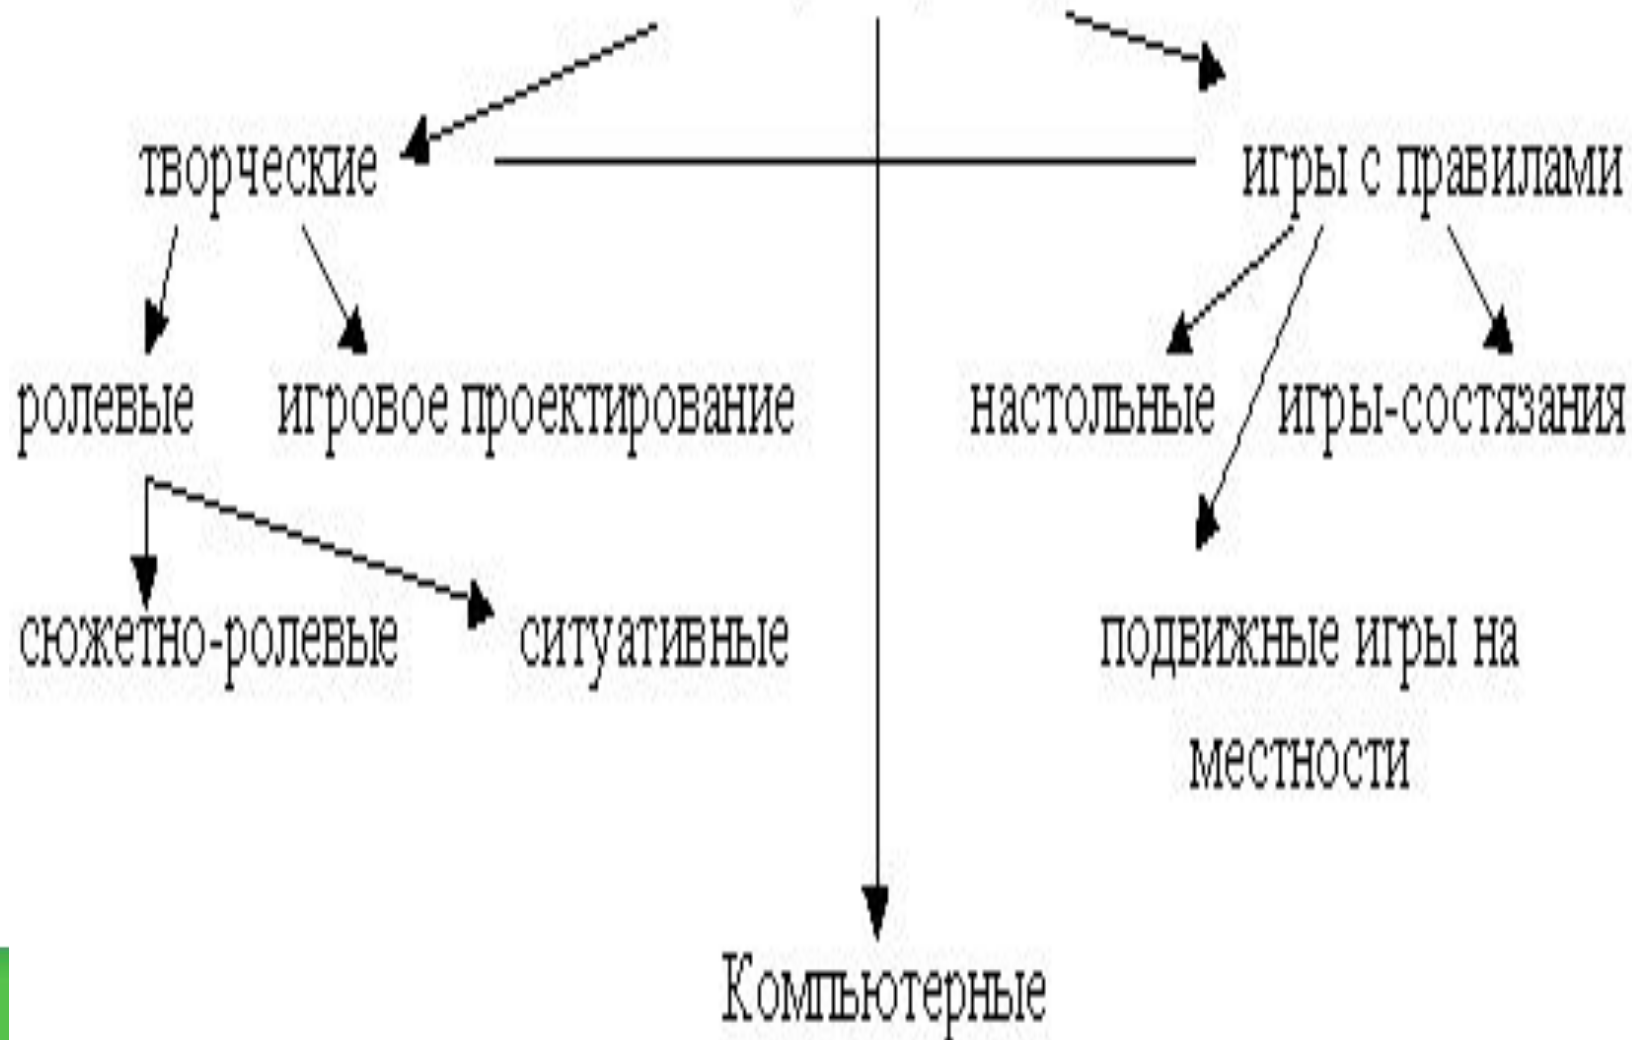 творческие
игры с правилами
ролевые
игровое проектирование
настольные
игры-состязания
сюжетно-ролевые
ситуативные
подвижные игры на
местности
Компьютерные